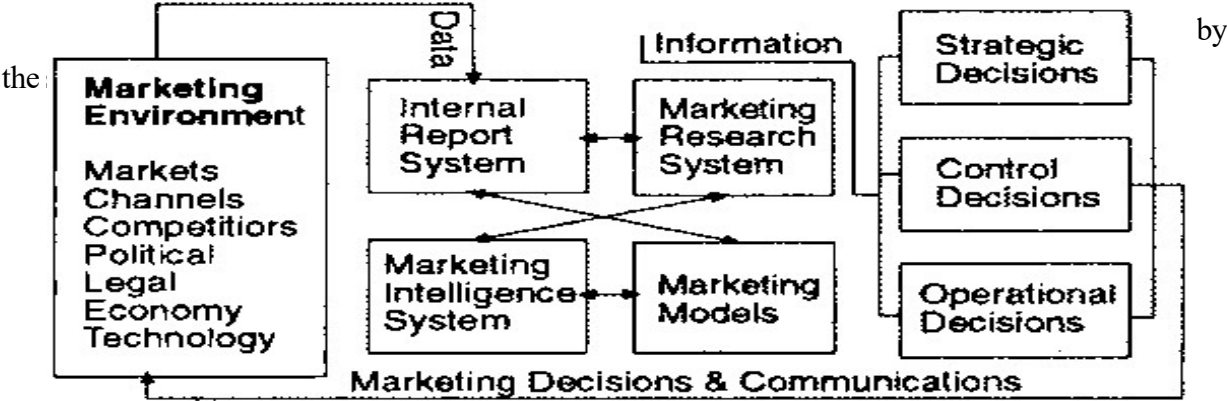 by
the
Marketing
Environment
Markets
Channels
Competitiors
Political
Legal
Economy
Technology
Data
Internal
Report
System
Marketing
Research
System
Marketing
Intelligence
System
Marketing
Models
Information
Strategic
Decisions
Control
Decisions
Operational
Decisions
Marketing Decisions & Communications